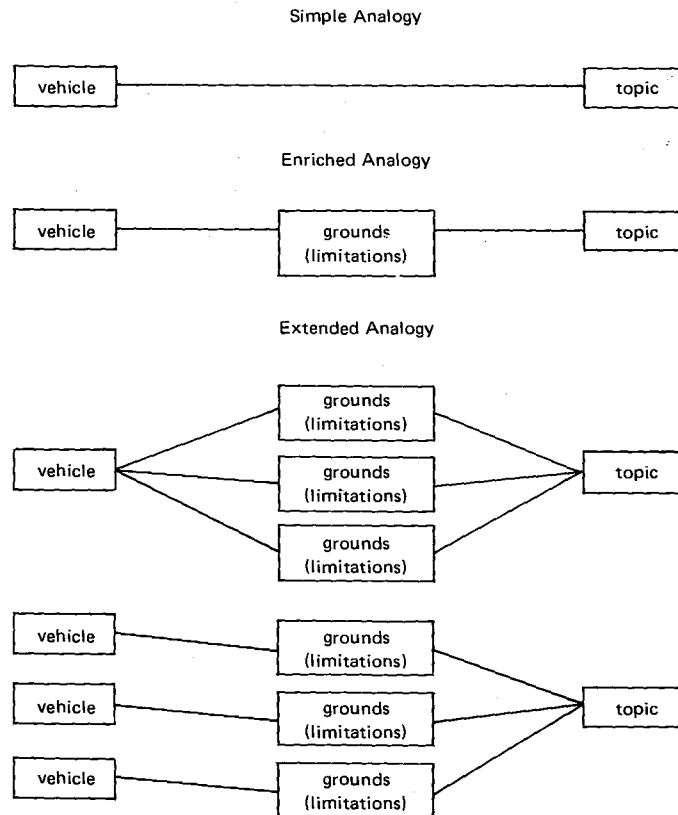 Simple Analogy
vehicle topic
Enriched Analogy
vehicle grounds topic
(limitations)
Extended Analogy
grounds
(limitations)
vehicle grounds topic
(limitations)
grounds
(limitations)
vehicle grounds
(limitations)
vehicle grounds topic
(limitations)
vehicle grounds
(limitations)